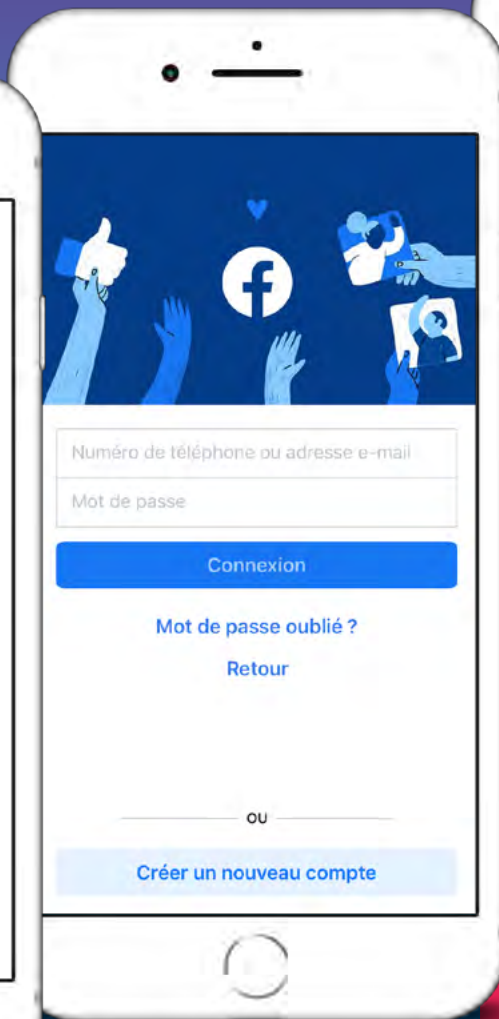 Numéro de téléphone ou adresse e-mail
Mot de passe
Connexion
Mot de passe oublié ?
Retour
ou
Créer un nouveau compte